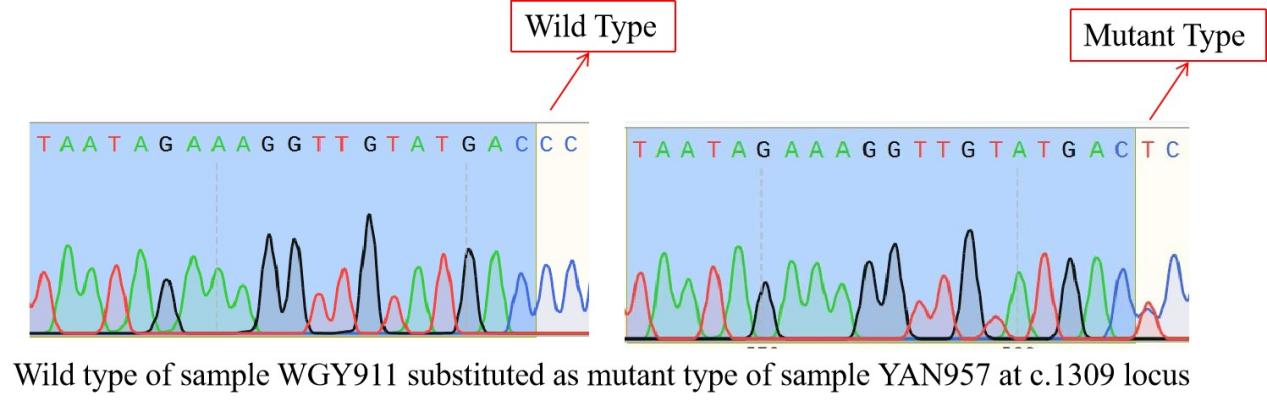 Wild Type
Mutant Type
TAATAGAAAGGTTGTATGACCC
TAATAGAAAGGTTGTATGACTC
Wild type of sample WGY911 substituted as mutant type of sample YAN957 at c.1309 locus